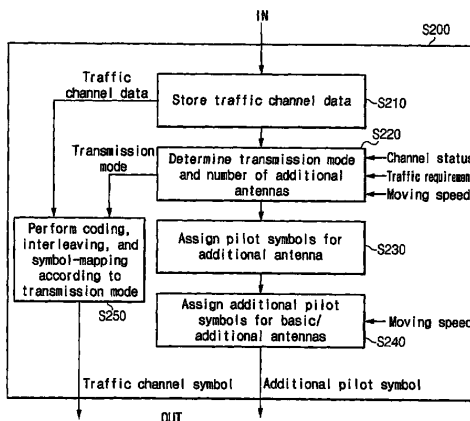 IN
S200
Traffic
channel data
Store traffic channel data
S210
S220
Transmission
mode
Determine transmission mode
and number of additional
antennas
Channel status
Traffic requirement
Moving speed
Perform coding,
interleaving, and
symbol-mapping
according to
transmission mode
S250
Assign pilot symbols for
additional antenna
S230
Assign additional pilot
symbols for basic/
additional antennas
Moving speed
S240
Traffic channel symbol
Additional pilot symbol
OUT